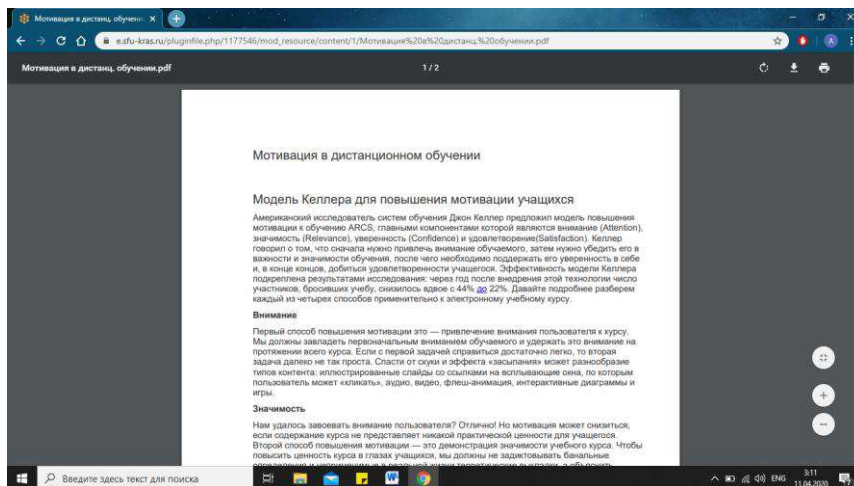 Мотивация в дистанц. обучени
e.sfu-kras.ru/pluginfile.php/1177546/mod_resource/content/1/Мотивация%20в%20дистанц.%20обучении.pdf
A
Мотивация в дистанц. обучении.pdf
1 / 2
Мотивация в дистанционном обучении
Модель Келлера для повышения мотивации учащихся
Американский исследователь систем обучения Джон Келлер предложил модель повышения
мотивации к обучению ARCS, главными компонентами которой являются внимание (Attention),
значимость (Relevance), уверенность (Confidence) и удовлетворение(Satisfaction). Келлер
говорил о том, что сначала нужно привлечь внимание обучаемого, затем нужно убедить его в
важности и значимости обучения, после чего необходимо поддержать его уверенность в себе
и, в конце концов, добиться удовлетворенности учащегося. Эффективность модели Келлера
подкреплена результатами исследования: через год после внедрения этой технологии число
участников, бросивших учебу, снизилось вдвое с 44% до 22%. Давайте подробнее разберем
каждый из четырех способов применительно к электронному учебному курсу.
Внимание
Первый способ повышения мотивации это — привлечение внимания пользователя к курсу.
Мы должны завладеть первоначальным вниманием обучаемого и удержать это внимание на
протяжении всего курса. Если с первой задачей справиться достаточно легко, то вторая
задача далеко не так проста. Спасти от скуки и эффекта «засыпания» может разнообразие
типов контента: иллюстрированные слайды со ссылками на всплывающие окна, по которым
пользователь может «кликать», аудио, видео, флеш-анимация, интерактивные диаграммы и
игры.
Значимость
Нам удалось завоевать внимание пользователя? Отлично! Но мотивация может снизиться,
если содержание курса не представляет никакой практической ценности для учащегося.
Второй способ повышения мотивации — это демонстрация значимости учебного курса. Чтобы
повысить ценность курса в глазах учащихся, мы должны не задиктовывать банальные
Введите здесь текст для поиска
ENG
3:11
11.04.2020